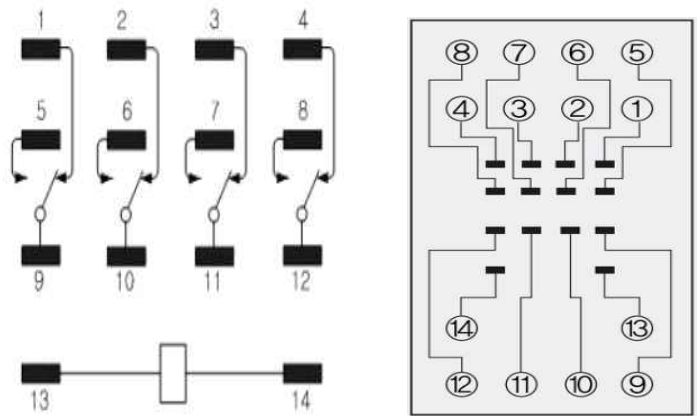 1 2 3 4
5 6 7 8
9 10 11 12
13 14
⑧ ⑦ ⑥ ⑤
④ ③ ② ①
⑭ ⑬
⑫ ⑪ ⑩ ⑨